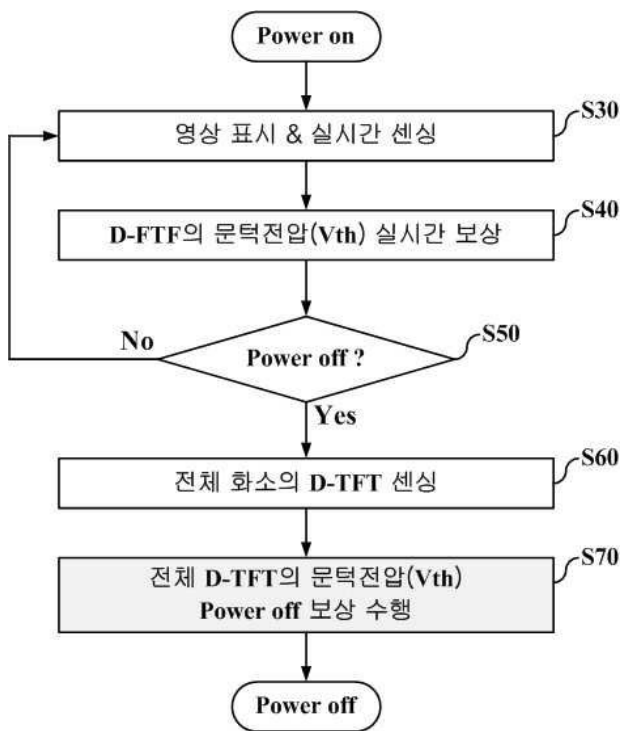 Power on
영상 표시 & 실시간 센싱
S30
D-FTF의 문턱전압(Vth) 실시간 보상
S40
No
Power off ?
S50
Yes
전체 화소의 D-TFT 센싱
S60
전체 D-TFT의 문턱전압(Vth)
Power off 보상 수행
S70
Power off